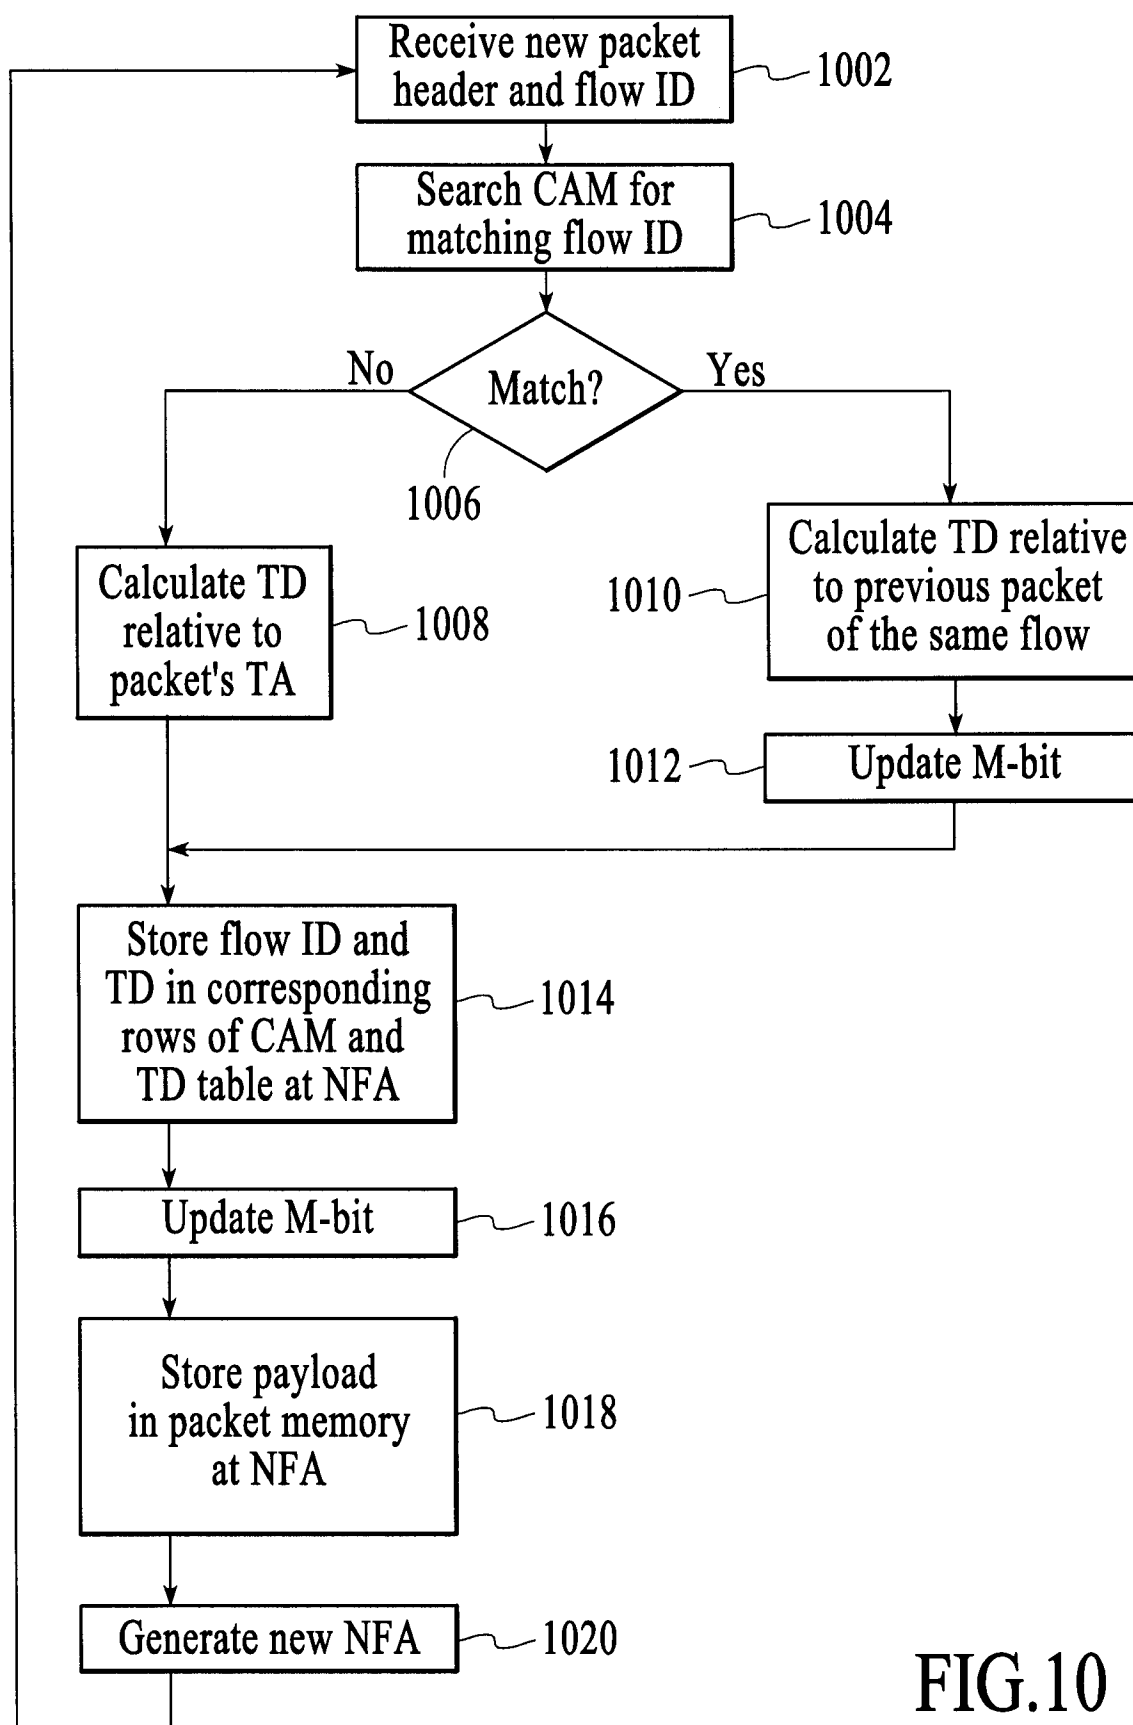 Receive new packet
header and flow ID
1002
Search CAM for
matching flow ID
1004
No
Match?
Yes
1006
Calculate TD
relative to
packet's TA
1008
1010
Calculate TD relative
to previous packet
of the same flow
1012
Update M-bit
Store flow ID and
TD in corresponding
rows of CAM and
TD table at NFA
1014
Update M-bit
1016
Store payload
in packet memory
at NFA
1018
Generate new NFA
1020
FIG.10